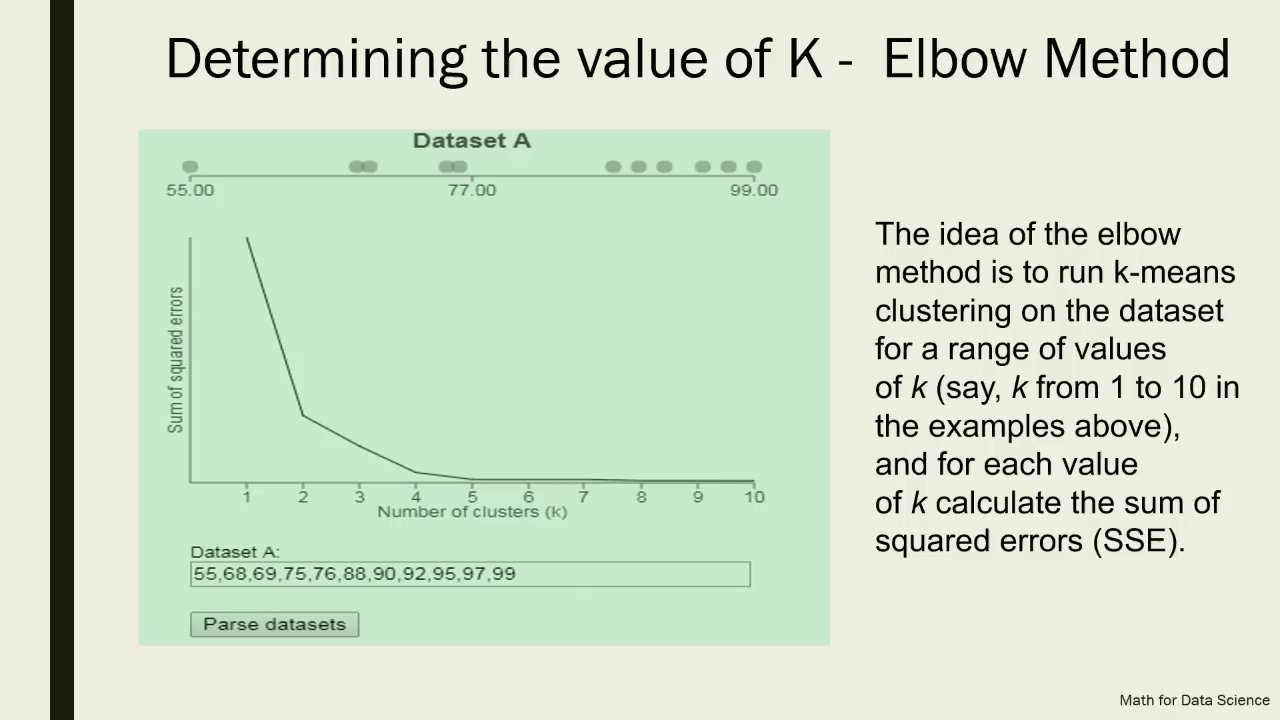 Determining the value of K - Elbow Method
Dataset A
55.00 77.00 99.00
Sum of squared errors
1 2 3 4 5 6 7 8 9 10
Number of clusters (k)
Dataset A:
55,68,69,75,76,88,90,92,95,97,99
Parse datasets
The idea of the elbow
method is to run k-means
clustering on the dataset
for a range of values
of k (say, k from 1 to 10 in
the examples above),
and for each value
of k calculate the sum of
squared errors (SSE).
Math for Data Science